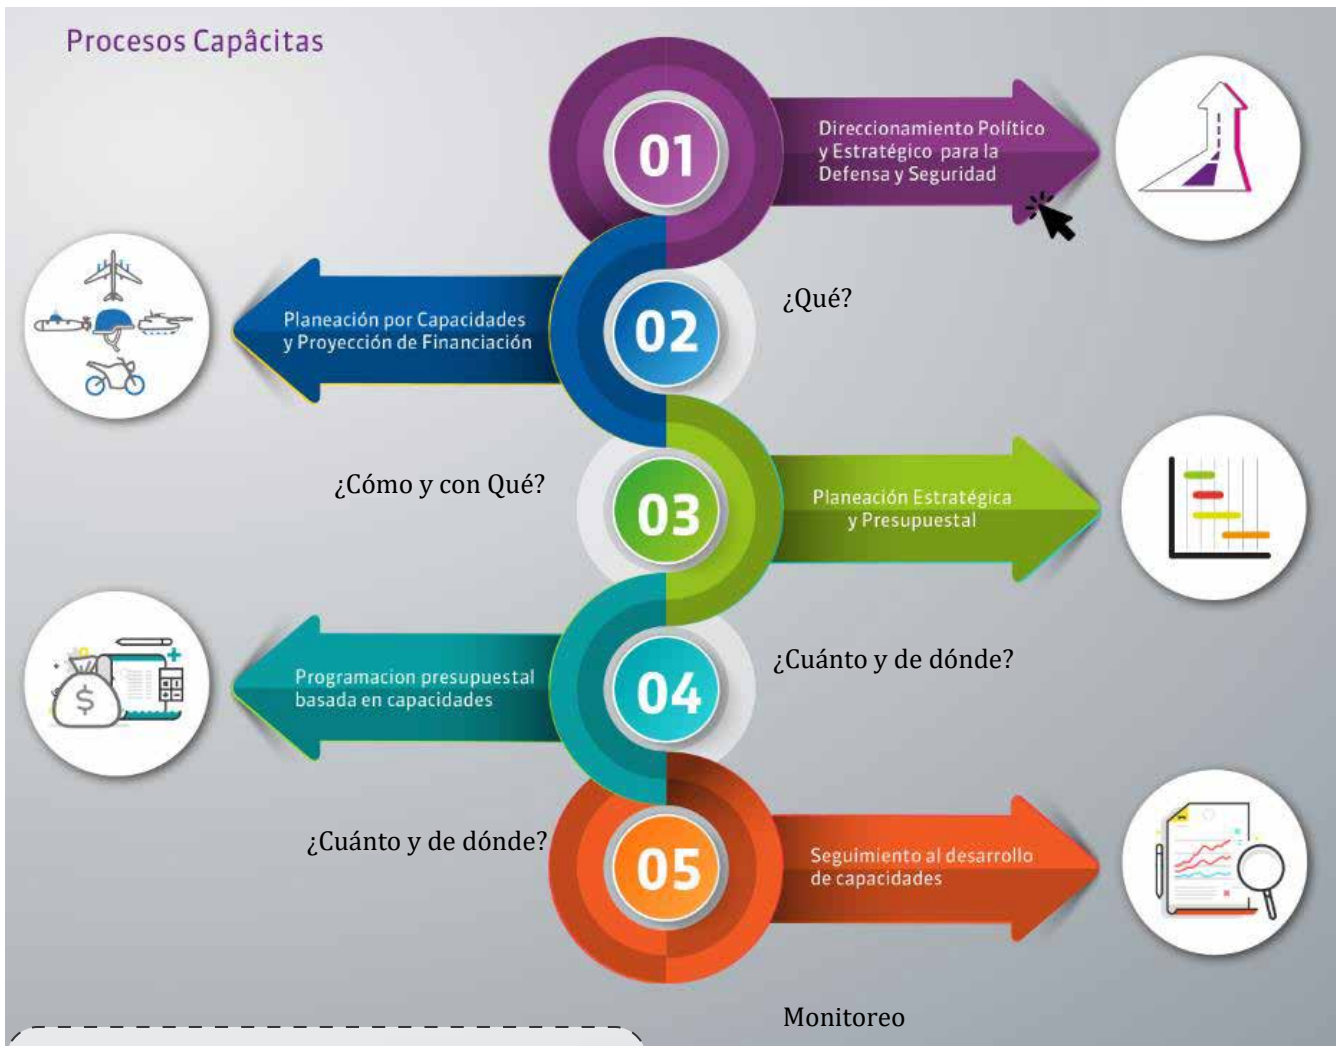 Procesos Capâcitas
01
Direccionamiento Político
y Estratégico para la
Defensa y Seguridad
¿Qué?
02
Planeación por Capacidades
y Proyección de Financiación
¿Cómo y con Qué?
03
Planeación Estratégica
y Presupuestal
¿Cuánto y de dónde?
04
Programacion presupuestal
basada en capacidades
$
¿Cuánto y de dónde?
05
Seguimiento al desarrollo
de capacidades
Monitoreo